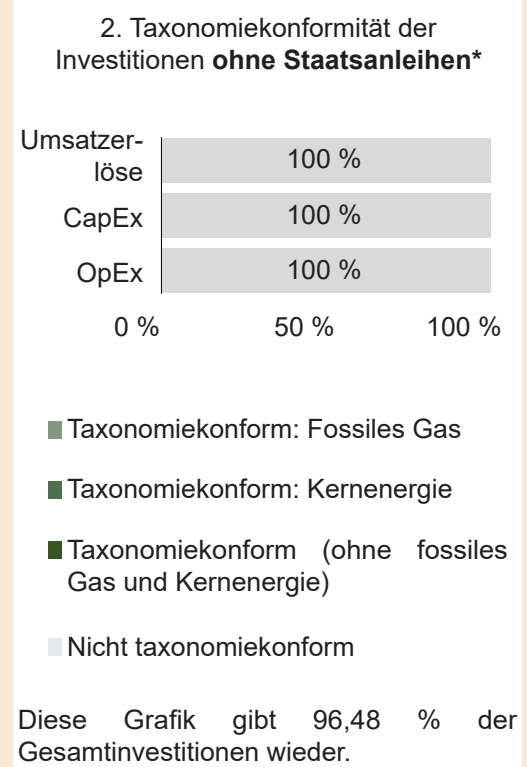 2. Taxonomiekonformität der
Investitionen ohne Staatsanleihen*
Umsatzer-
löse
100 %
CapEx
100 %
OpEx
100 %
0 %
50 %
100 %
Taxonomiekonform: Fossiles Gas
Taxonomiekonform: Kernenergie
Taxonomiekonform (ohne fossiles
Gas und Kernenergie)
Nicht taxonomiekonform
Diese Grafik gibt 96,48 % der
Gesamtinvestitionen wieder.